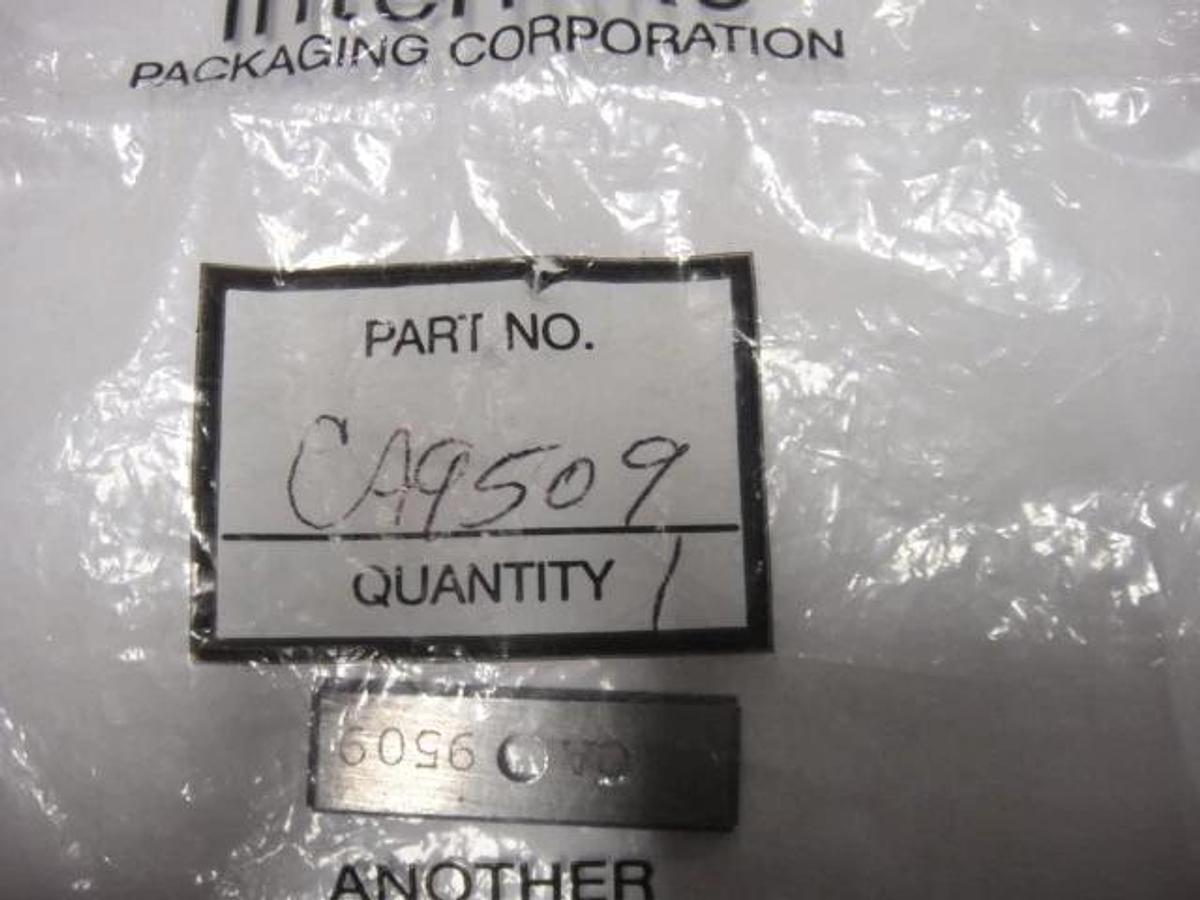 PACKAGING CORPORATION
PART NO.
CA9509
QUANTITY 1
CA 9509
ANOTHER